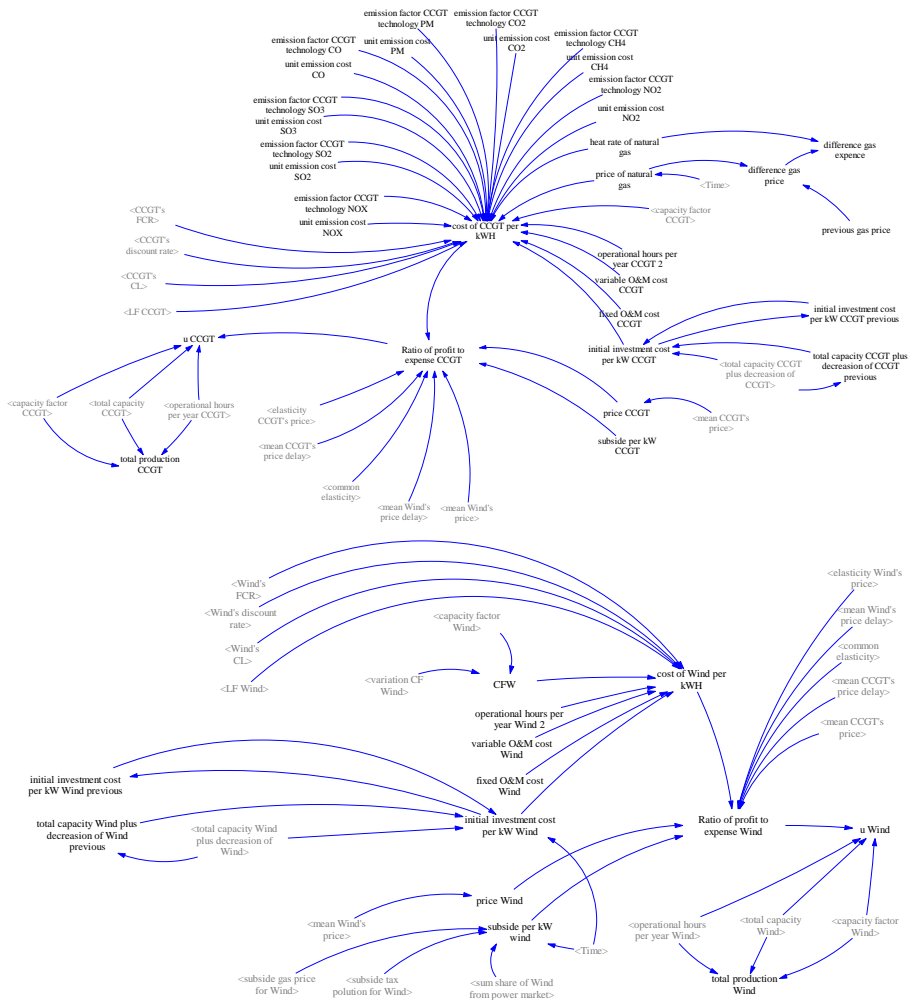 emission factor CCGT
technology PM
emission factor CCGT
technology CO2
emission factor CCGT
technology CO
unit emission cost
PM
unit emission cost
CO2
emission factor CCGT
technology CH4
unit emission cost
CO
unit emission cost
CH4
emission factor CCGT
technology NO2
emission factor CCGT
technology SO3
unit emission cost
NO2
unit emission cost
SO3
emission factor CCGT
technology SO2
heat rate of natural
gas
difference gas
expence
unit emission cost
SO2
price of natural
gas
difference gas
price
<Time>
emission factor CCGT
technology NOX
<CCGT's
FCR>
<capacity factor
CCGT>
unit emission cost
NOX
cost of CCGT per
kWH
previous gas price
<CCGT's
discount rate>
operational hours per
year CCGT 2
<CCGT's
CL>
variable O&M cost
CCGT
<LF CCGT>
fixed O&M cost
CCGT
initial investment cost
per kW CCGT previous
u CCGT
Ratio of profit to
expense CCGT
initial investment cost
per kW CCGT
<total capacity CCGT
plus decreasion of
CCGT>
total capacity CCGT plus
decreasion of CCGT
previous
<capacity factor
CCGT>
<total capacity
CCGT>
<operational hours
per year CCGT>
<elasticity
CCGT's price>
price CCGT
<mean CCGT's
price>
<mean CCGT's
price delay>
subside per kW
CCGT
total production
CCGT
<common
elasticity>
<mean Wind's
price delay>
<mean Wind's
price>
<Wind's
FCR>
<elasticity Wind's
price>
<Wind's discount
rate>
<capacity factor
Wind>
<mean Wind's
price delay>
<Wind's
CL>
<common
elasticity>
<LF Wind>
<variation CF
Wind>
CFW
cost of Wind per
kWH
<mean CCGT's
price delay>
operational hours per
year Wind 2
<mean CCGT's
price>
variable O&M cost
Wind
initial investment cost
per kW Wind previous
fixed O&M cost
Wind
total capacity Wind plus
decreasion of Wind
previous
<total capacity Wind
plus decreasion of
Wind>
initial investment cost
per kW Wind
Ratio of profit to
expense Wind
u Wind
price Wind
<mean Wind's
price>
subside per kW
wind
<Time>
<operational hours
per year Wind>
<total capacity
Wind>
<capacity factor
Wind>
<subside gas price
for Wind>
<subside tax
polution for Wind>
<sum share of Wind
from power market>
total production
Wind